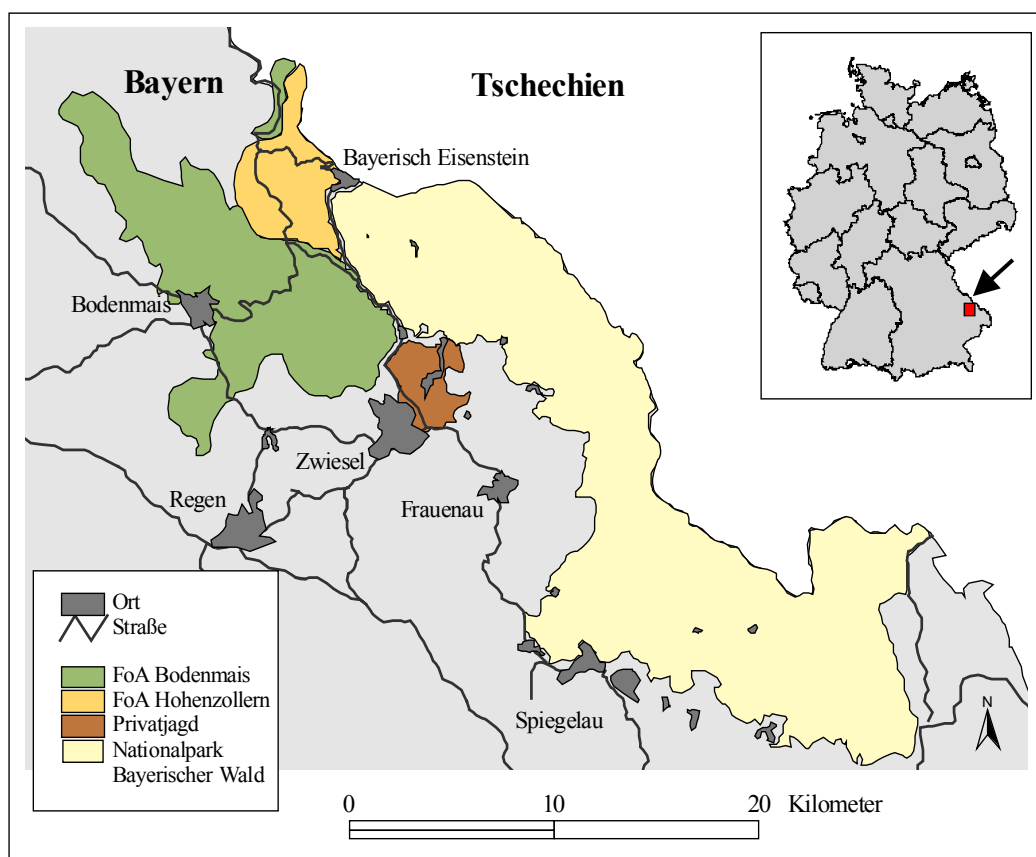 Bayern
Tschechien
Bayerisch Eisenstein
Bodenmais
Zwiesel
Regen
Frauenau
Spiegelau
Ort
Straße
FoA Bodenmais
FoA Hohenzollern
Privatjagd
Nationalpark
Bayerischer Wald
N
0 10 20 Kilometer